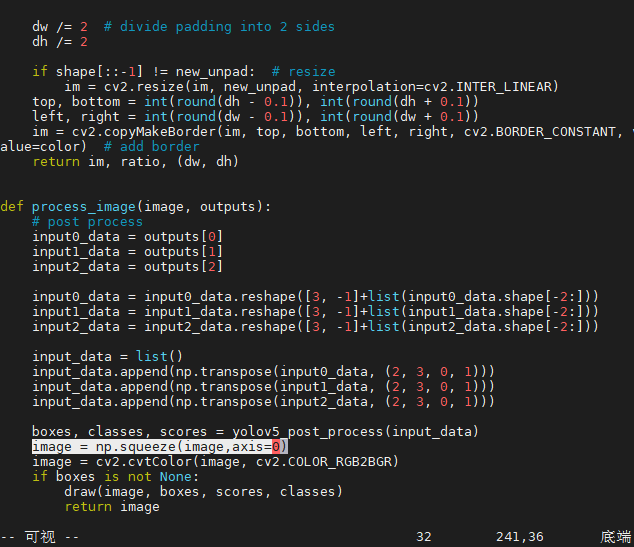 dw /= 2  # divide padding into 2 sides
    dh /= 2

    if shape[::-1] != new_unpad:  # resize
        im = cv2.resize(im, new_unpad, interpolation=cv2.INTER_LINEAR)
    top, bottom = int(round(dh - 0.1)), int(round(dh + 0.1))
    left, right = int(round(dw - 0.1)), int(round(dw + 0.1))
    im = cv2.copyMakeBorder(im, top, bottom, left, right, cv2.BORDER_CONSTANT, v
alue=color)  # add border
    return im, ratio, (dw, dh)


def process_image(image, outputs):
    # post process
    input0_data = outputs[0]
    input1_data = outputs[1]
    input2_data = outputs[2]

    input0_data = input0_data.reshape([3, -1]+list(input0_data.shape[-2:]))
    input1_data = input1_data.reshape([3, -1]+list(input1_data.shape[-2:]))
    input2_data = input2_data.reshape([3, -1]+list(input2_data.shape[-2:]))

    input_data = list()
    input_data.append(np.transpose(input0_data, (2, 3, 0, 1)))
    input_data.append(np.transpose(input1_data, (2, 3, 0, 1)))
    input_data.append(np.transpose(input2_data, (2, 3, 0, 1)))

    boxes, classes, scores = yolov5_post_process(input_data)
    image = np.squeeze(image,axis=0)
    image = cv2.cvtColor(image, cv2.COLOR_RGB2BGR)
    if boxes is not None:
        draw(image, boxes, scores, classes)
        return image

-- 可视 --    32    241,36    底端